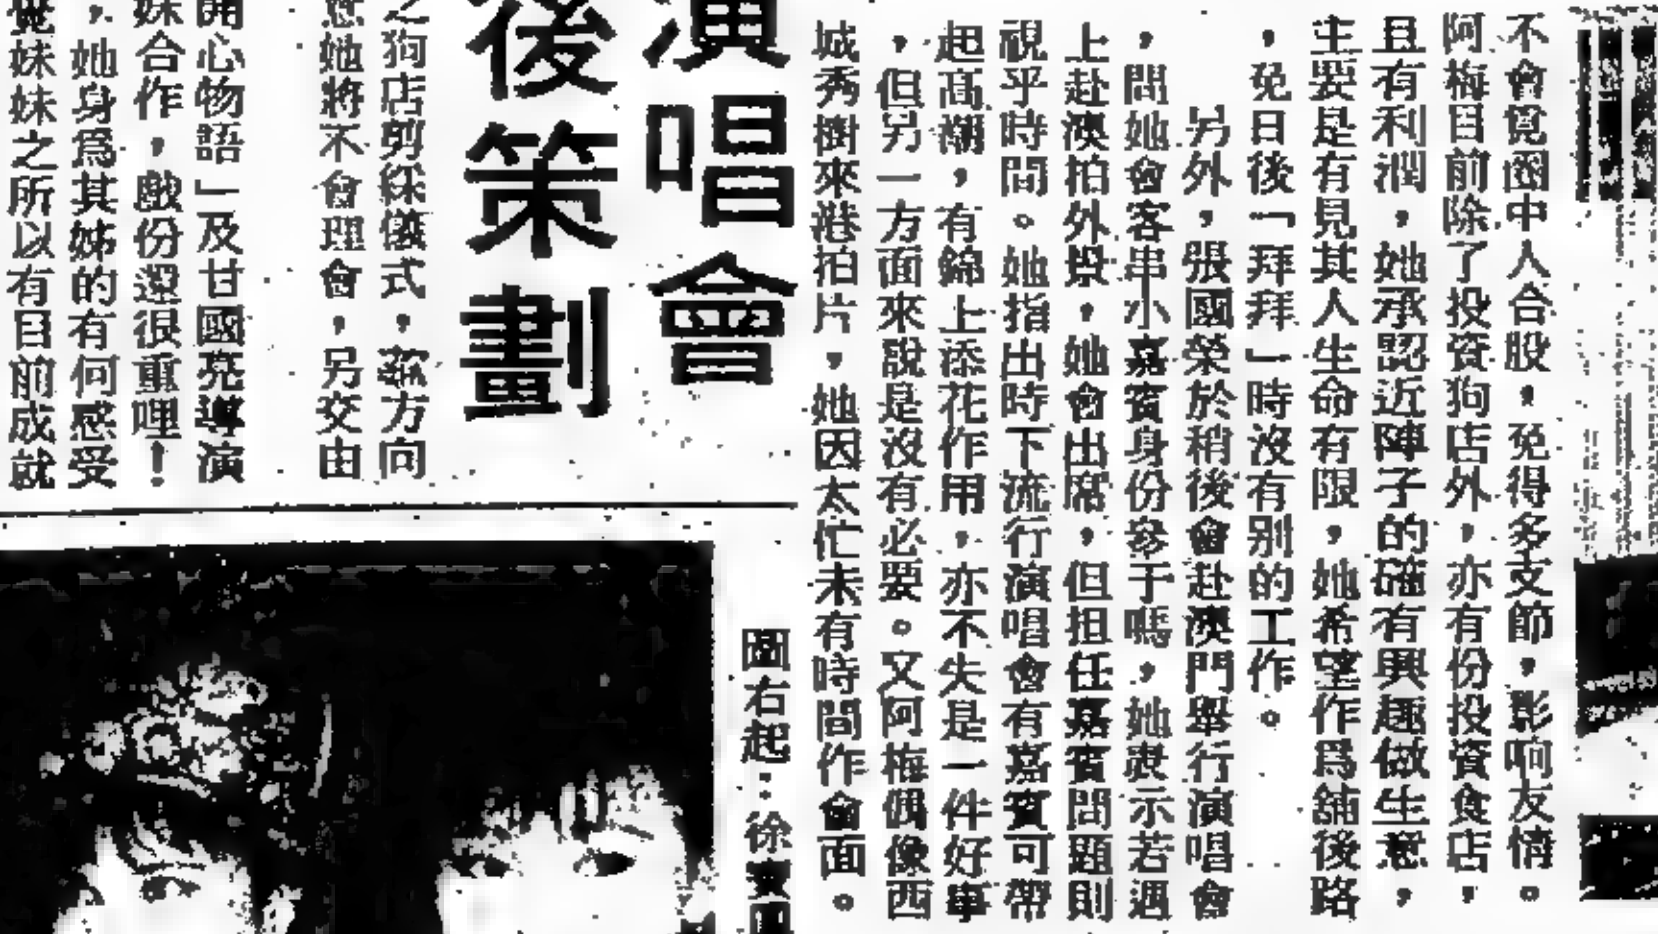 不會覓圈中人合股，免得多支節，影响友情。
阿梅目前除了投資狗店外，亦有份投資食店，
且有利潤，她承認近陣子的確有興趣做生意，
主要是有見其人生命有限，她希望作爲舖後路
，免日後「拜拜」時沒有別的工作。
另外，張國榮於稍後會赴澳門舉行演唱會
，問她會客串小嘉賓身份參于嗎，她表示若遇
上赴澳拍外景，她會出席，但担任嘉賓問題則
視乎時間。她指出時下流行演唱會有嘉賓可帶
起高潮，有錦上添花作用，亦不失是一件好事
，但另一方面來說是沒有必要。又阿梅偶像西
城秀樹來港拍片，她因太忙未有時間作會面。
演唱會
後策劃
之狗店剪綵儀式，歌方向
她將不會理會，另交由
開心物語」及甘國亮導演
妹合作，戲份還很重哩！
，她身爲其姊的有何感受
覺妹妹之所以有目前成就
圖右起：徐